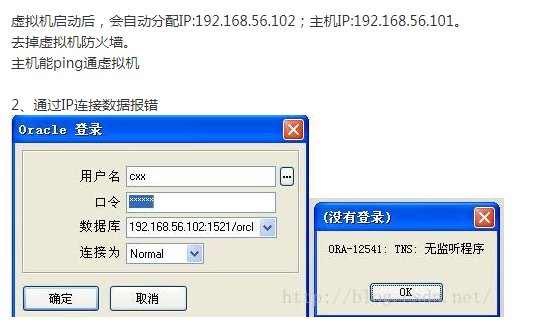 虚拟机启动后，会自动分配IP:192.168.56.102；主机IP:192.168.56.101。
去掉虚拟机防火墙。
主机能ping通虚拟机
2、通过IP连接数据报错
Oracle 登录
用户名 cxx ...
口令 ******
数据库 192.168.56.102:1521/orcl
连接为 Normal
确定 取消
(没有登录)
ORA-12541: TNS: 无监听程序
OK
http://blog.csdn.net/